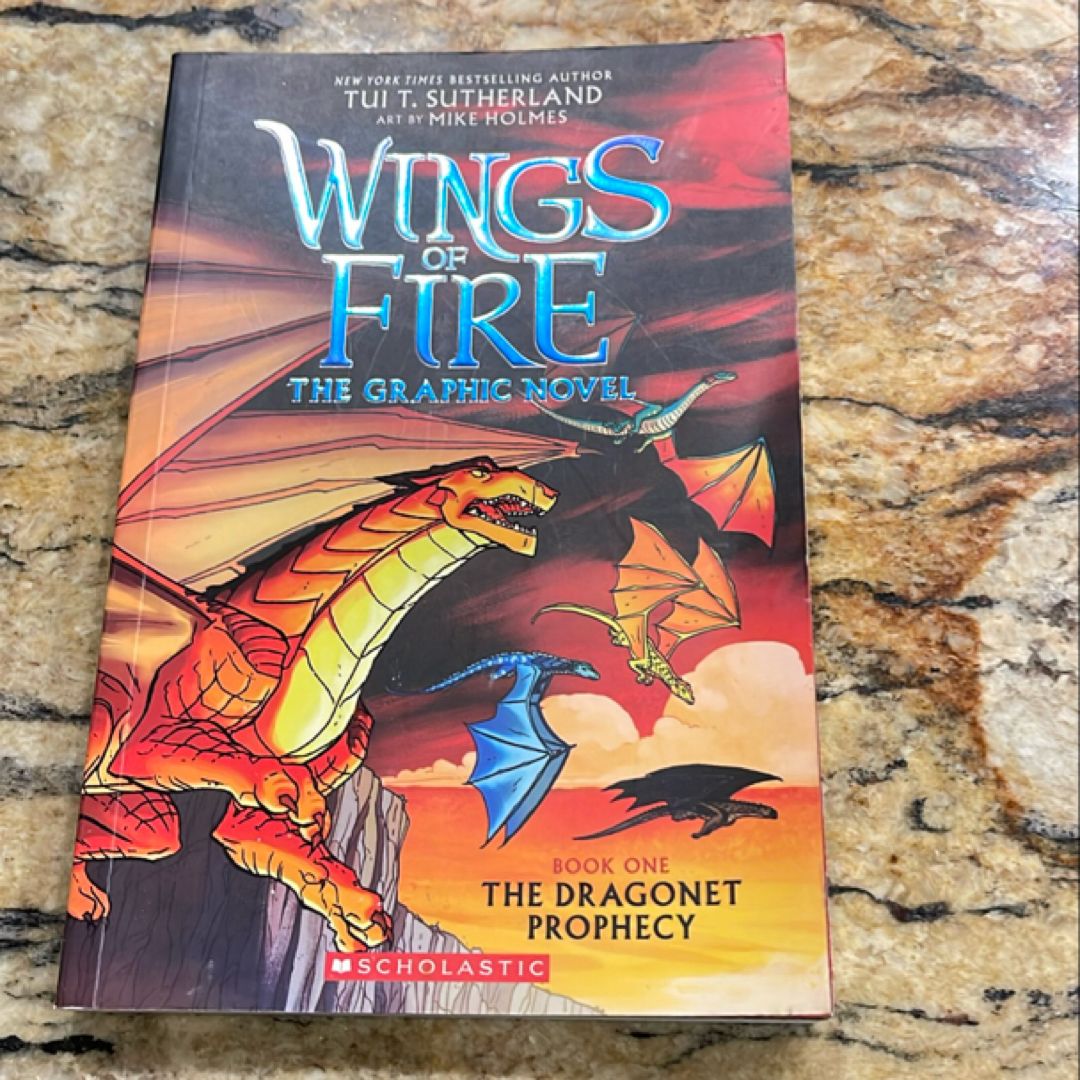 NEW YORK TIMES BESTSELLING AUTHOR
TUI T. SUTHERLAND
ART BY MIKE HOLMES
WINGS
OF
FIRE
THE GRAPHIC NOVEL
BOOK ONE
THE DRAGONET
PROPHECY
SCHOLASTIC